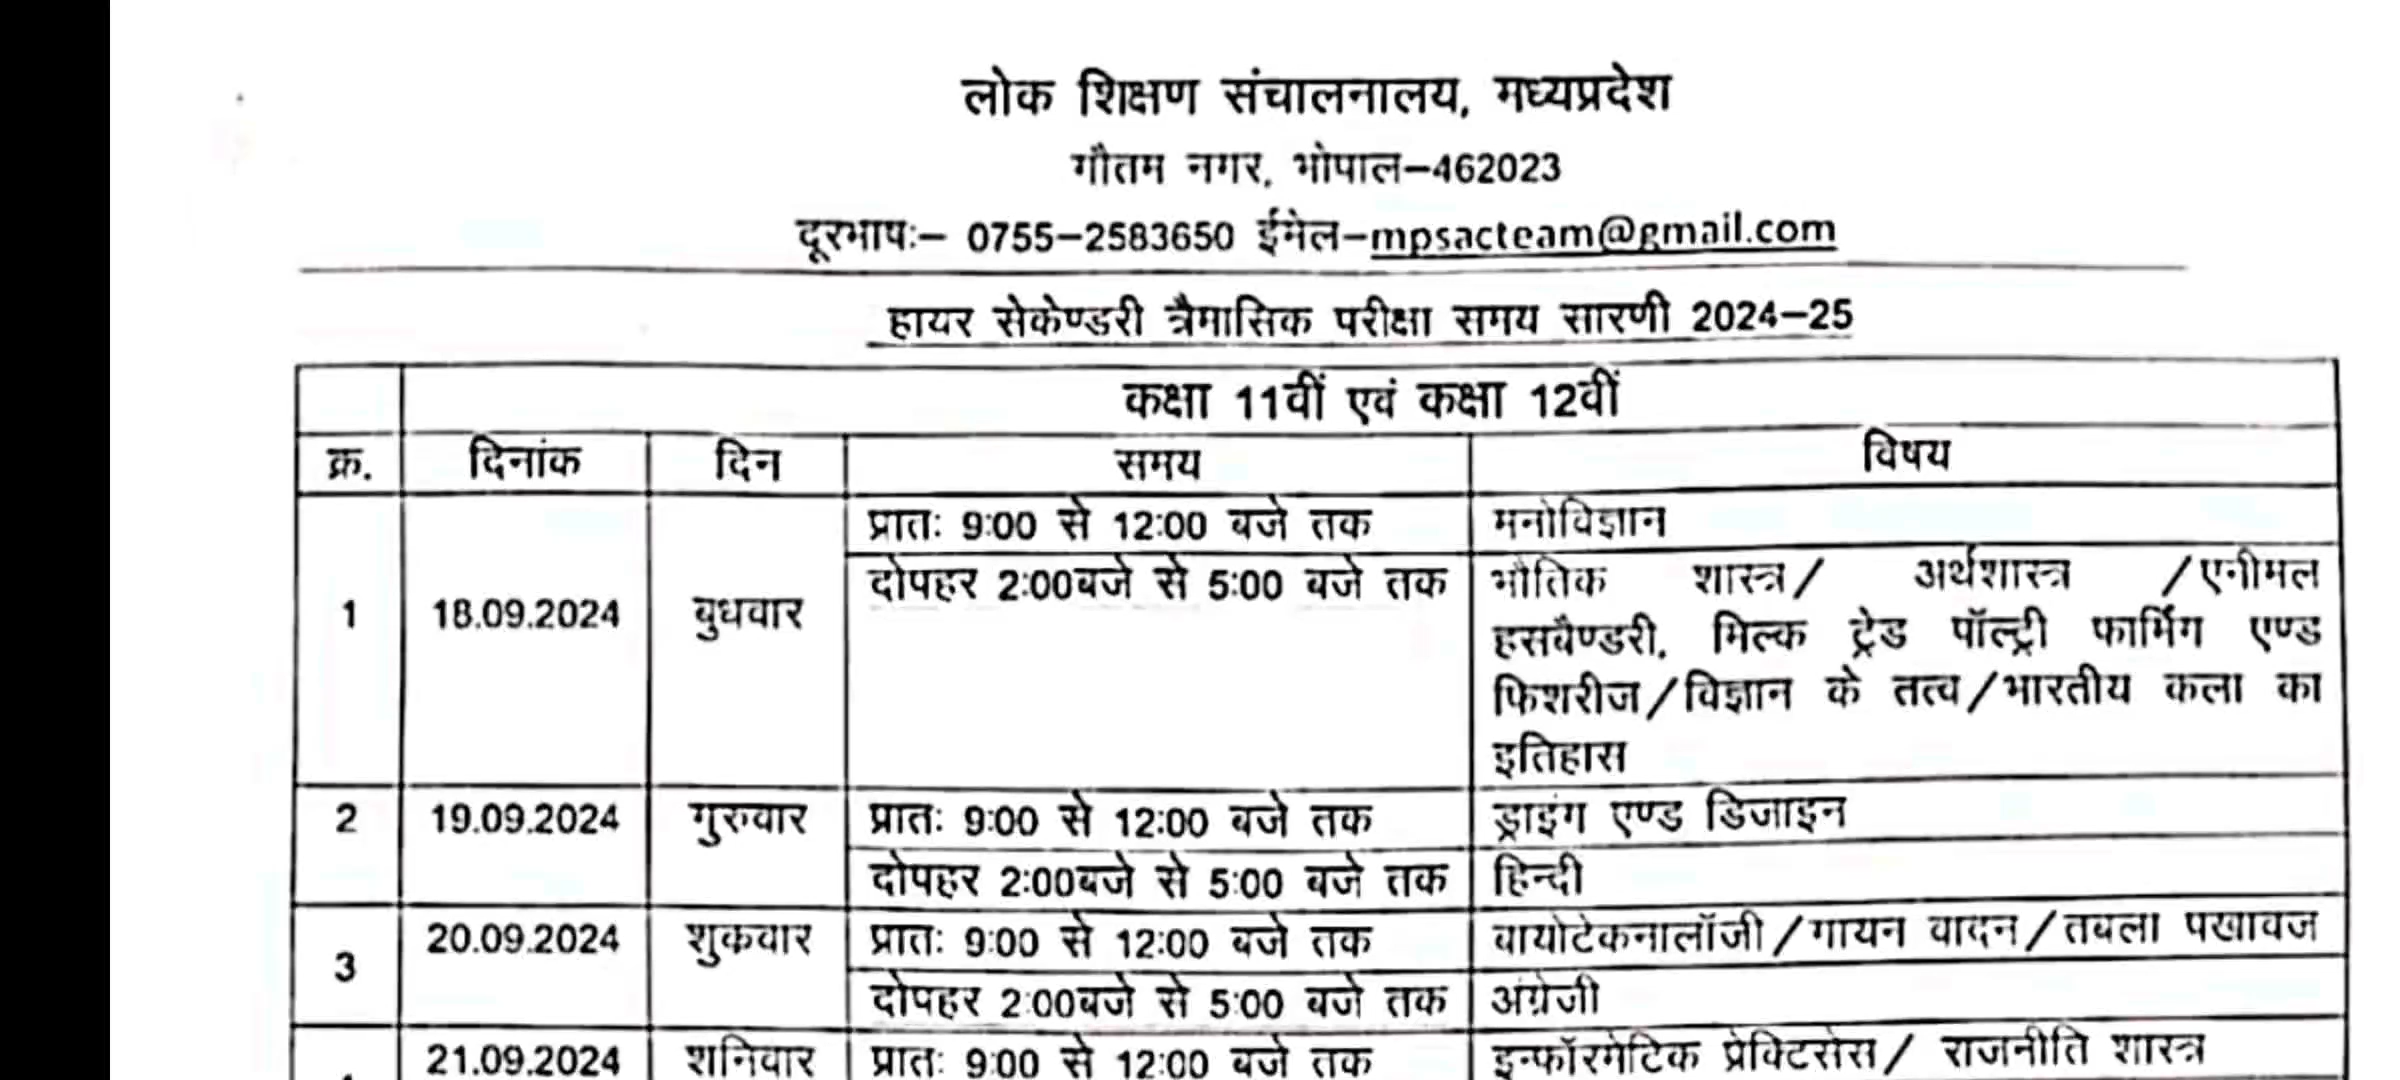 लोक शिक्षण संचालनालय, मध्यप्रदेश
गौतम नगर, भोपाल–462023
दूरभाषः– 0755–2583650 ईमेल–mpsacteam@gmail.com
हायर सेकेण्डरी त्रैमासिक परीक्षा समय सारणी 2024–25
कक्षा 11वीं एवं कक्षा 12वीं
क्र. दिनांक दिन समय विषय
प्रातः 9:00 से 12:00 बजे तक मनोविज्ञान
दोपहर 2:00बजे से 5:00 बजे तक भौतिक शास्त्र/ अर्थशास्त्र /एनीमल
1 18.09.2024 बुधवार हसबैण्डरी, मिल्क ट्रेड पॉल्ट्री फार्मिंग एण्ड
फिशरीज/विज्ञान के तत्व/भारतीय कला का
इतिहास
2 19.09.2024 गुरुवार प्रातः 9:00 से 12:00 बजे तक ड्राइंग एण्ड डिजाइन
दोपहर 2:00बजे से 5:00 बजे तक हिन्दी
3 20.09.2024 शुकवार प्रातः 9:00 से 12:00 बजे तक वायोटेकनालॉजी/गायन वादन/तबला पखावज
दोपहर 2:00बजे से 5:00 बजे तक अंग्रेजी
21.09.2024 शनिवार प्रातः 9:00 से 12:00 बजे तक इन्फॉरमेटिक प्रेक्टिसेस/ राजनीति शास्त्र